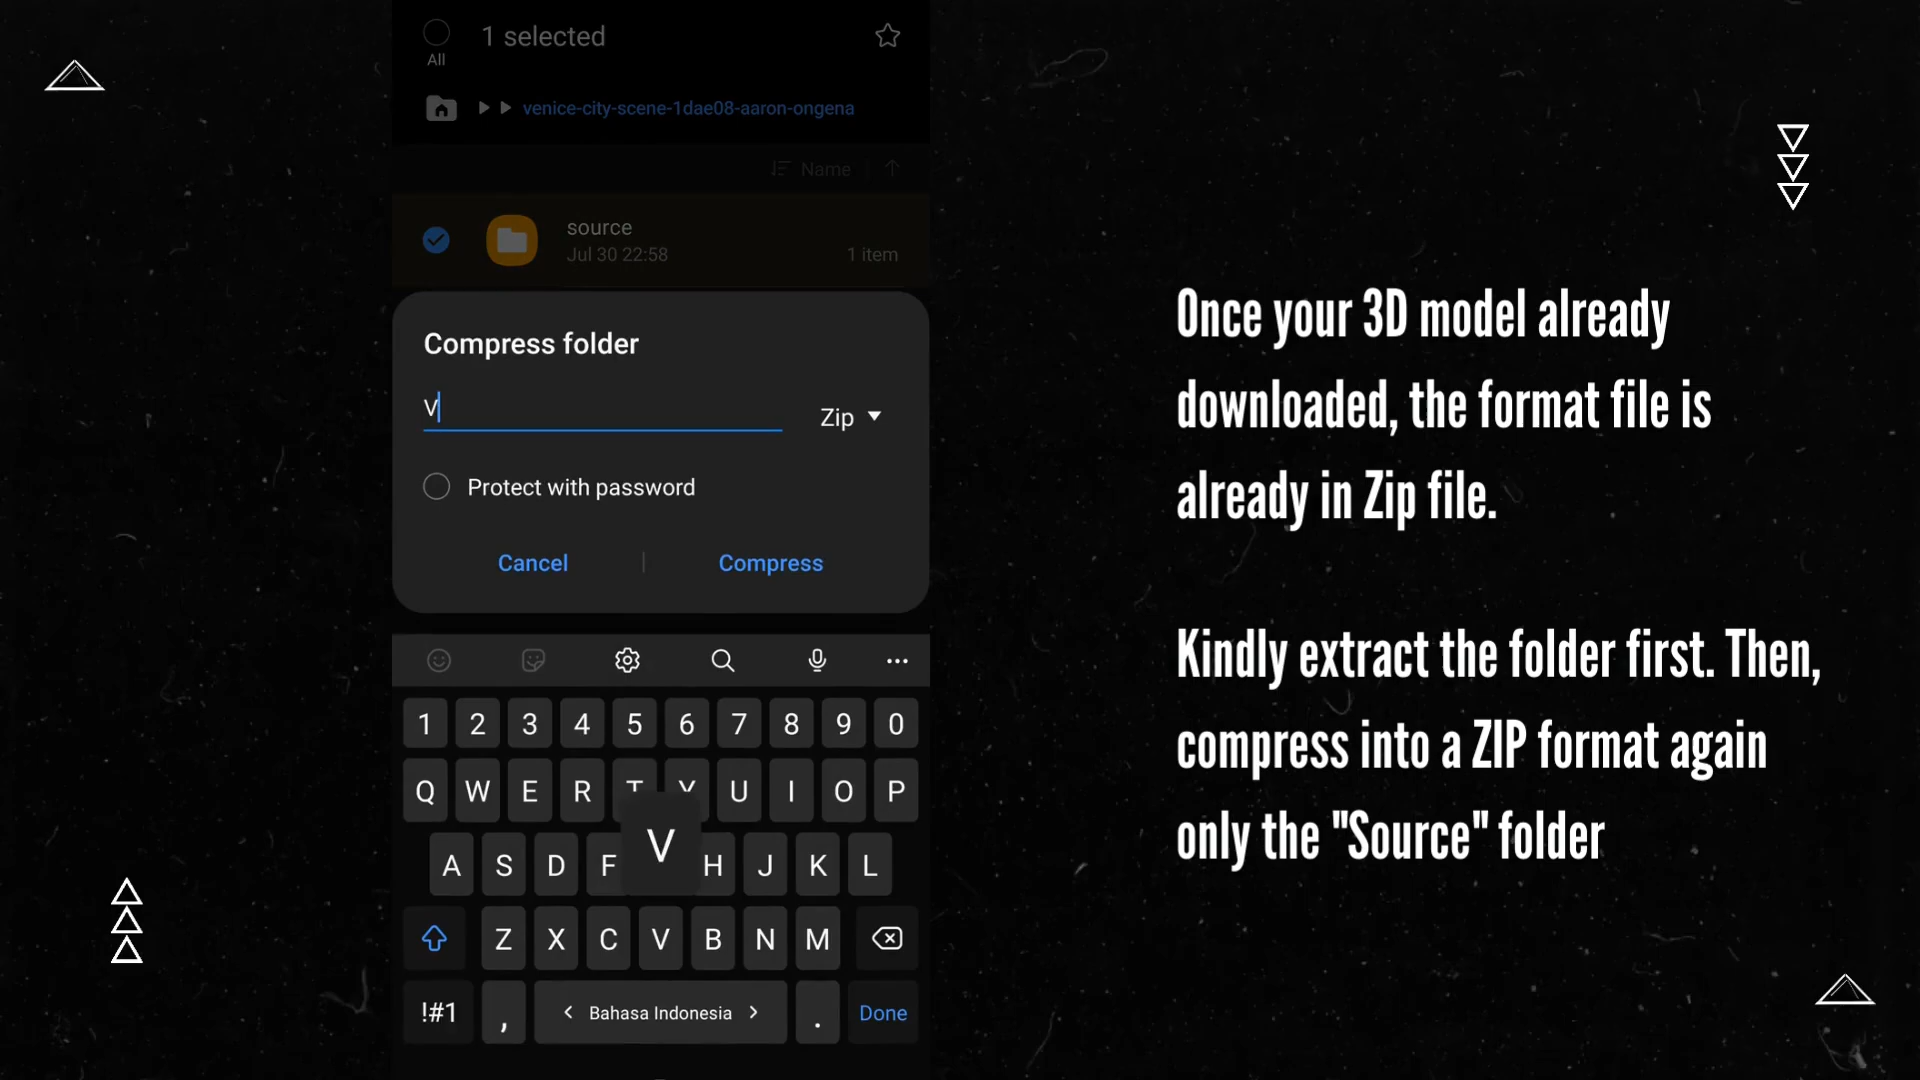 1 selected
All
venice-city-scene-1dae08-aaron-ongena
Name
source
Jul 30 22:58
1 item
Compress folder
V
Zip
Protect with password
Cancel
Compress
1 2 3 4 5 6 7 8 9 0
Q W E R T Y U I O P
A S D F V H J K L
Z X C V B N M
!#1 , < Bahasa Indonesia > . Done
Once your 3D model already
downloaded, the format file is
already in Zip file.
Kindly extract the folder first. Then,
compress into a ZIP format again
only the "Source" folder